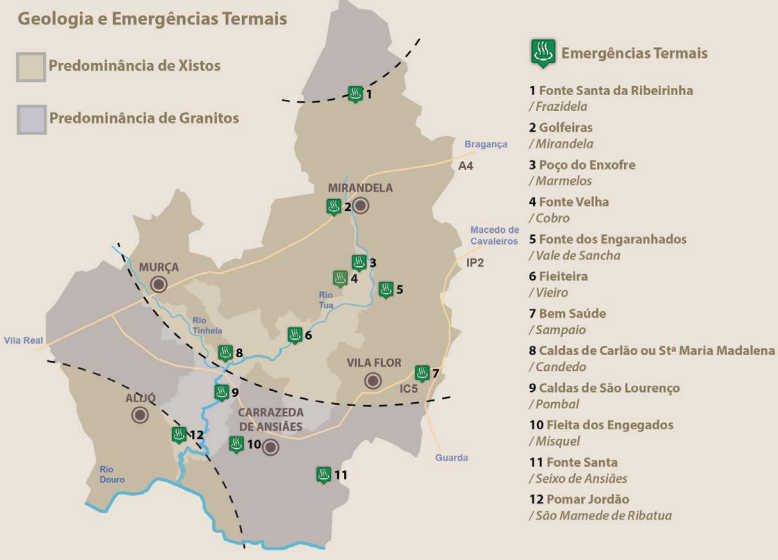 Geologia e Emergências Termais
Predominância de Xistos
Predominância de Granitos
Emergências Termais
1 Fonte Santa da Ribeirinha
/ Frazidela
2 Golfeiras
/ Mirandela
3 Poço do Enxofre
/ Marmelos
4 Fonte Velha
/ Cobro
5 Fonte dos Engaranhados
/ Vale de Sancha
6 Fieiteira
/ Vieiro
7 Bem Saúde
/ Sampaio
8 Caldas de Carlão ou Stª Maria Madalena
/ Candedo
9 Caldas de São Lourenço
/ Pombal
10 Fieita dos Engegados
/ Misquel
11 Fonte Santa
/ Seixo de Ansiães
12 Pomar Jordão
/ São Mamede de Ribatua
1
Bragança
A4
MIRANDELA
2
Macedo de
Cavaleiros
IP2
3
MURÇA
4
5
Rio
Tua
Rio
Tinhela
6
Vila Real
8
VILA FLOR
7
IC5
9
ALIJÓ
CARRAZEDA
DE ANSIÃES
12
10
Guarda
Rio
Douro
11